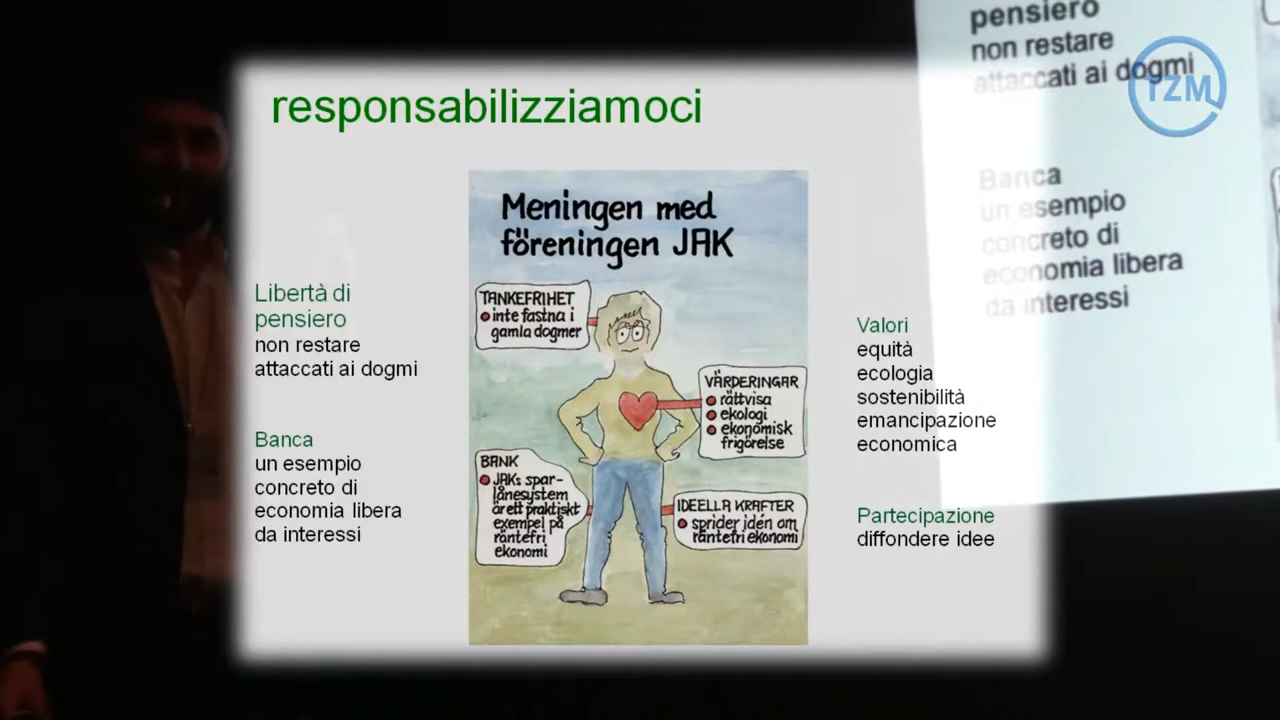 responsabilizziamoci
Libertà di
pensiero
non restare
attaccati ai dogmi
Banca
un esempio
concreto di
economia libera
da interessi
Meningen med
föreningen JAK
TANKEFRIHET
inte fastna i
gamla dogmer
VÄRDERINGAR
rättvisa
ekologi
ekonomisk
frigörelse
BANK
JAKs spar-
lånesystem
är ett praktiskt
exempel på
räntefri
ekonomi
IDEELLA KRAFTER
sprider idén om
räntefri ekonomi
Valori
equità
ecologia
sostenibilità
emancipazione
economica
Partecipazione
diffondere idee
pensiero
non restare
attaccati ai dogmi
Banca
un esempio
concreto di
economia libera
da interessi
TZM